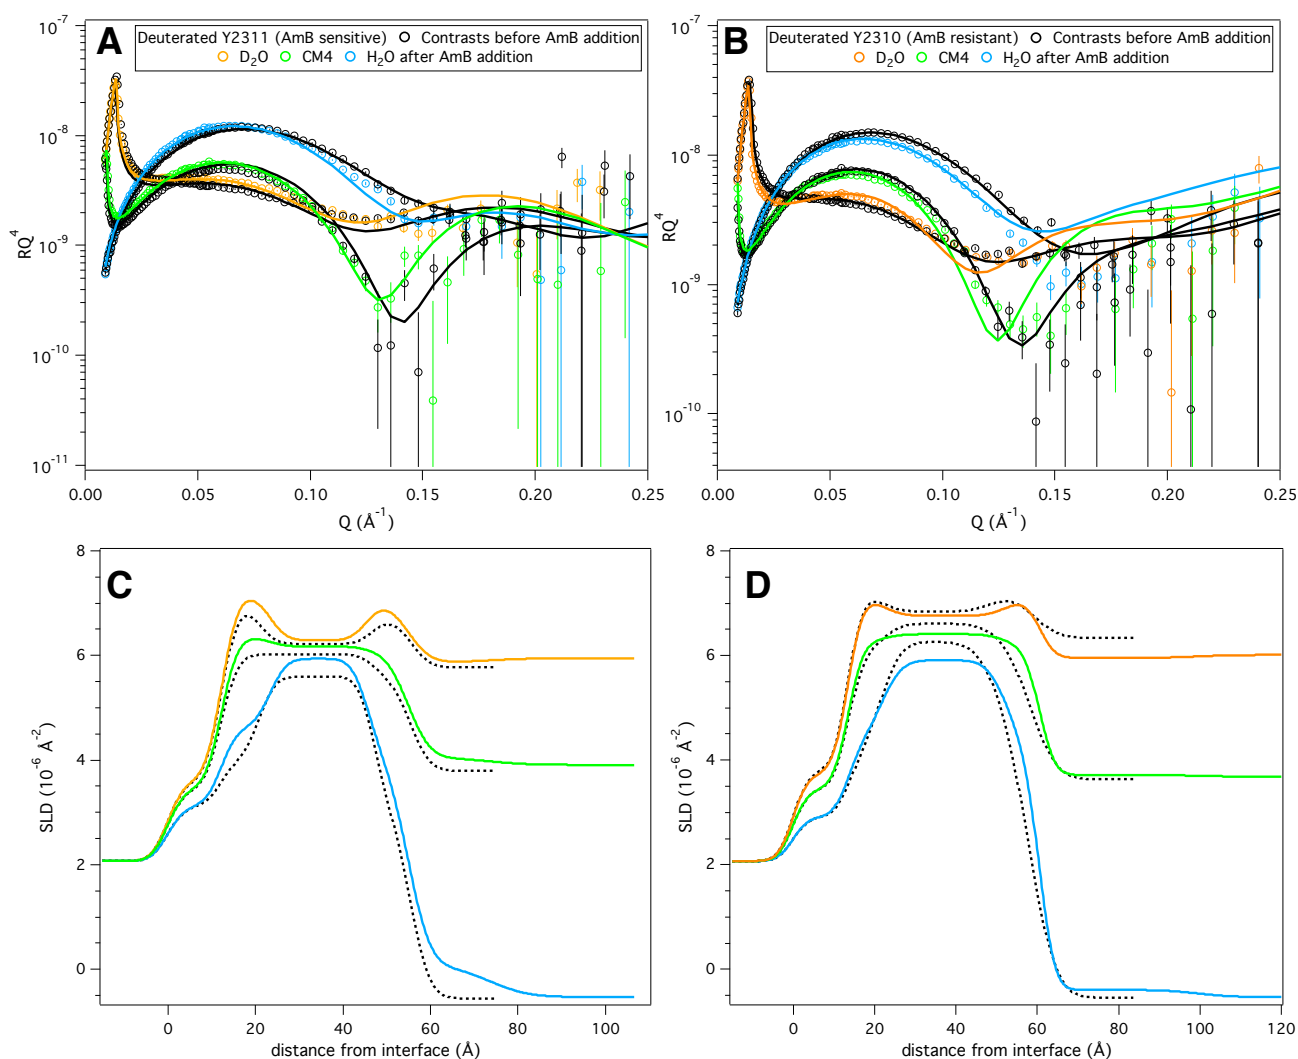 A
Deuterated Y2311 (AmB sensitive) Contrasts before AmB addition
D2O CM4 H2O after AmB addition
10-7
10-8
10-9
10-10
10-11
RQ4
0.00 0.05 0.10 0.15 0.20 0.25
Q (Å-1)
B
Deuterated Y2310 (AmB resistant) Contrasts before AmB addition
D2O CM4 H2O after AmB addition
10-7
10-8
10-9
10-10
RQ4
0.00 0.05 0.10 0.15 0.20 0.25
Q (Å-1)
C
8
6
4
2
0
SLD (10-6 Å-2)
0 20 40 60 80 100
distance from interface (Å)
D
8
6
4
2
0
SLD (10-6 Å-2)
0 20 40 60 80 100 120
distance from interface (Å)